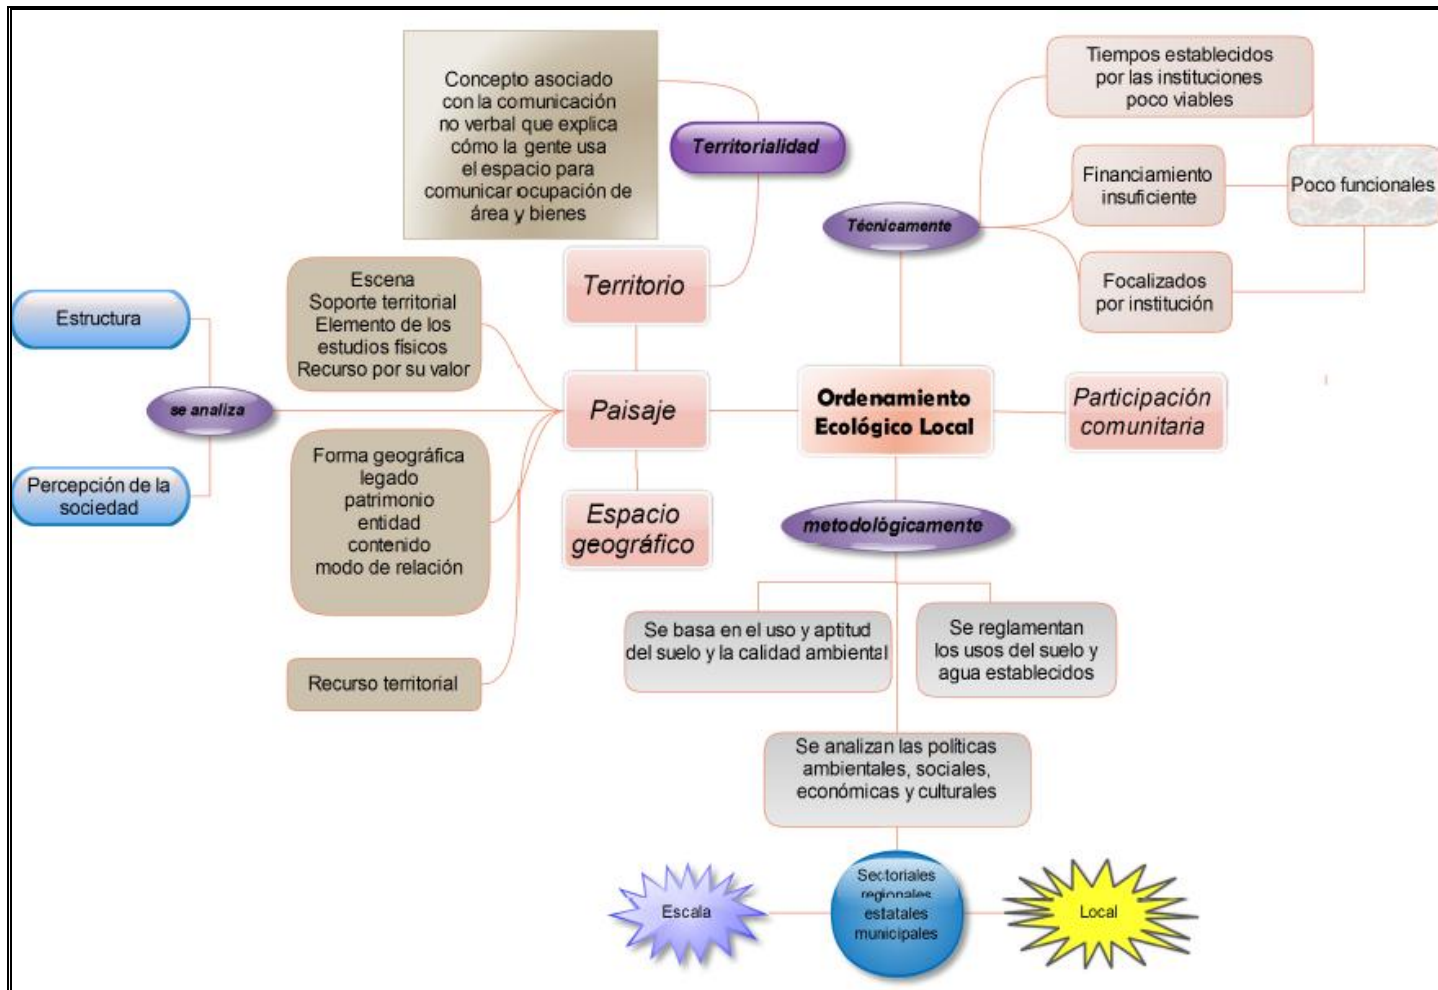 Concepto asociado
con la comunicación
no verbal que explica
cómo la gente usa
el espacio para
comunicar ocupación de
área y bienes
Territorialidad
Tiempos establecidos
por las instituciones
poco viables
Técnicamente
Financiamiento
insuficiente
Poco funcionales
Focalizados
por institución
Territorio
Escena
Soporte territorial
Elemento de los
estudios físicos
Recurso por su valor
Estructura
se analiza
Percepción de la
sociedad
Paisaje
Ordenamiento
Ecológico Local
Participación
comunitaria
Forma geográfica
legado
patrimonio
entidad
contenido
modo de relación
Espacio
geográfico
metodológicamente
Recurso territorial
Se basa en el uso y aptitud
del suelo y la calidad ambiental
Se reglamentan
los usos del suelo y
agua establecidos
Se analizan las políticas
ambientales, sociales,
económicas y culturales
Escala
Sectoriales
regionales
estatales
municipales
Local